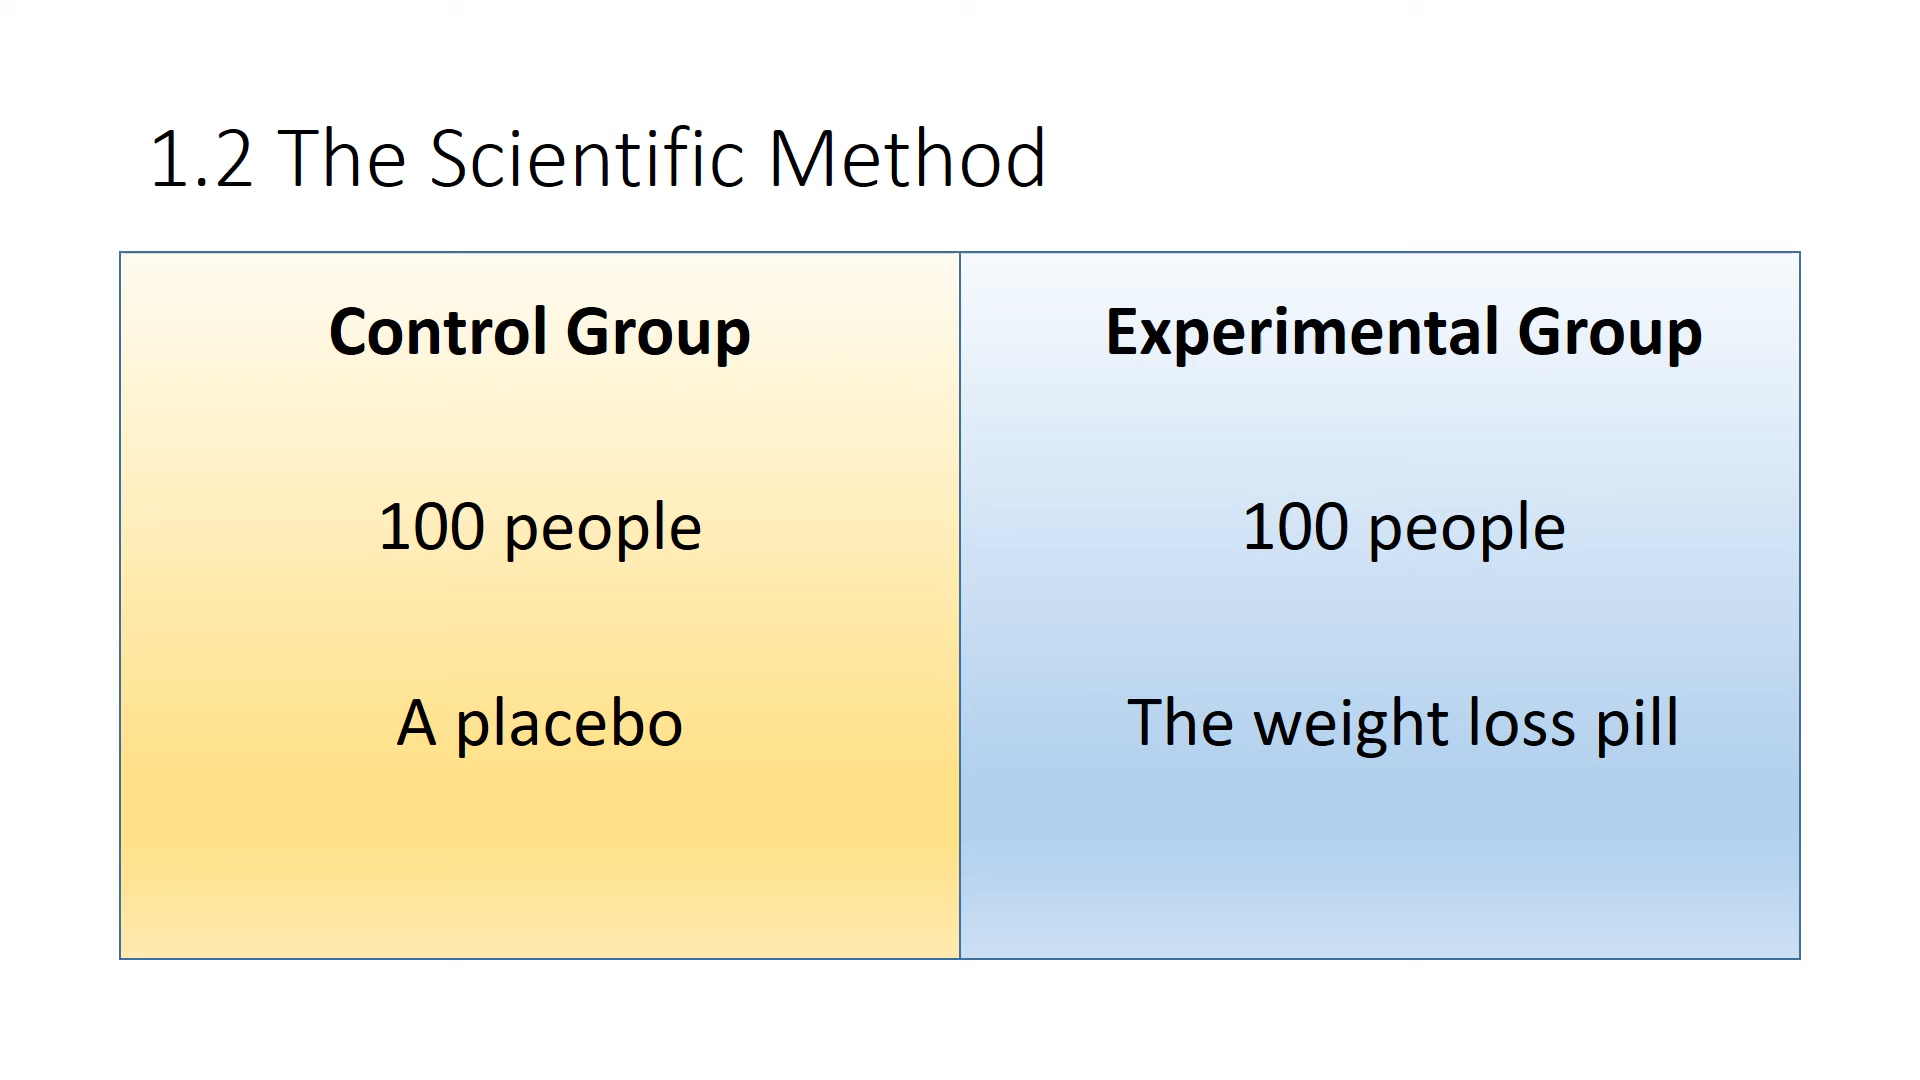 1.2 The Scientific Method
Control Group
100 people
A placebo
Experimental Group
100 people
The weight loss pill